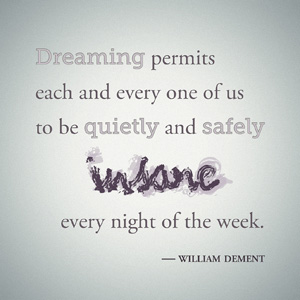 Dreaming permits
each and every one of us
to be quietly and safely
insane
every night of the week.
— WILLIAM DEMENT